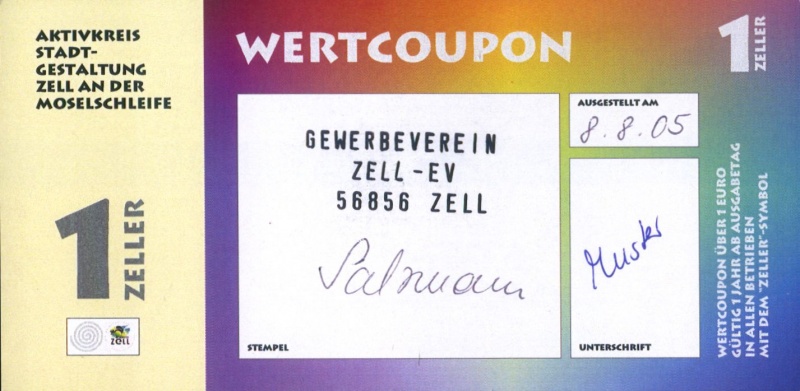 AKTIVKREIS
STADT-
GESTALTUNG
ZELL AN DER
MOSELSCHLEIFE
1 ZELLER
zell
WERTCOUPON
1 ZELLER
GEWERBEVEREIN
ZELL-EV
56856 ZELL
Salzmann
STEMPEL
AUSGESTELLT AM
8.8.05
Muster
UNTERSCHRIFT
WERTCOUPON ÜBER 1 EURO
GÜLTIG 1 JAHR AB AUSGABETAG
IN ALLEN BETRIEBEN
MIT DEM "ZELLER"-SYMBOL